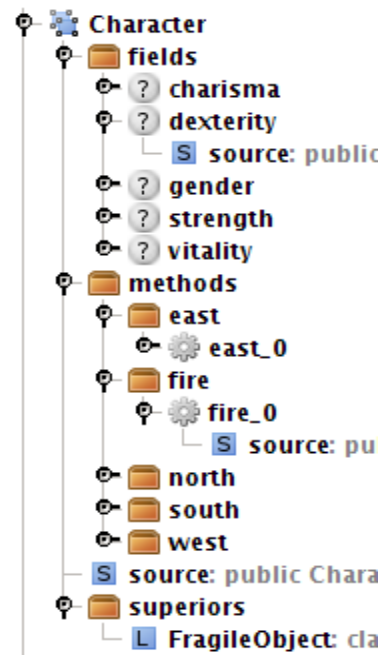 Character
fields
? charisma
? dexterity
S source: public
? gender
? strength
? vitality
methods
east
east_0
fire
fire_0
S source: pu
north
south
west
S source: public Chara
superiors
L FragileObject: cla